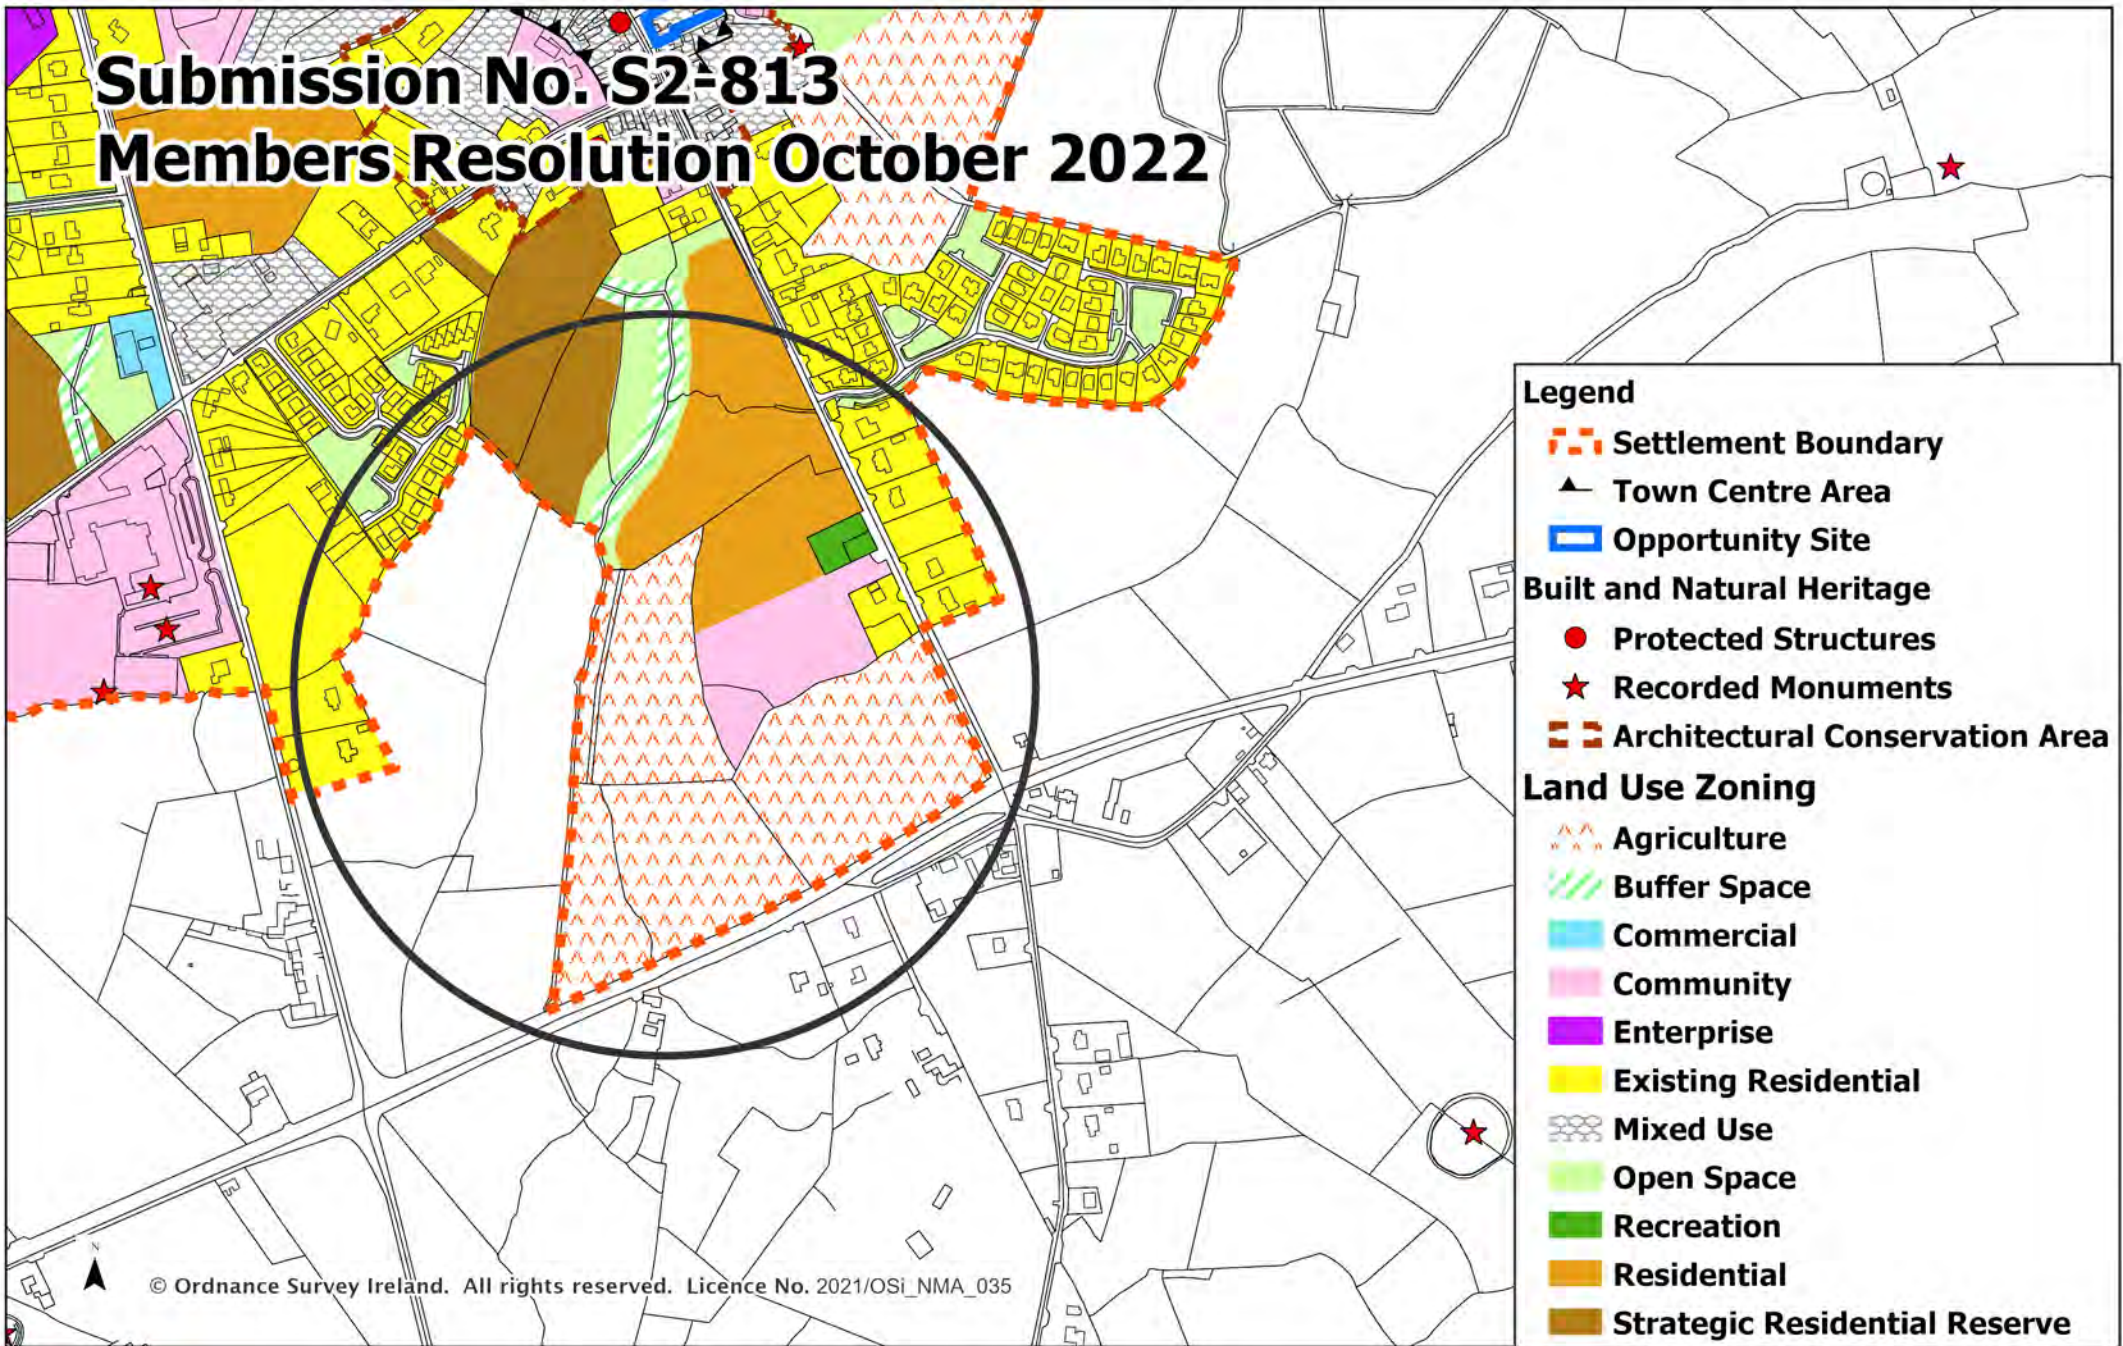 Submission No. S2-813
Members Resolution October 2022
Legend
Settlement Boundary
Town Centre Area
Opportunity Site
Built and Natural Heritage
Protected Structures
Recorded Monuments
Architectural Conservation Area
Land Use Zoning
Agriculture
Buffer Space
Commercial
Community
Enterprise
Existing Residential
Mixed Use
Open Space
Recreation
Residential
Strategic Residential Reserve
N
© Ordnance Survey Ireland. All rights reserved. Licence No. 2021/OSi_NMA_035